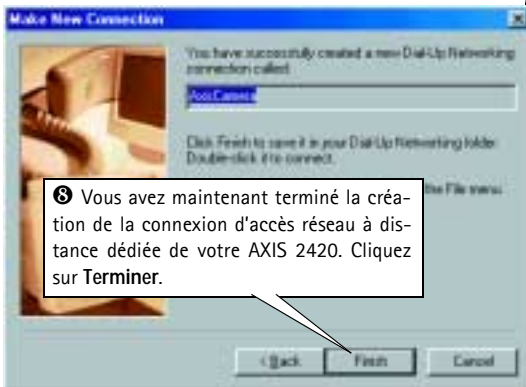 Make New Connection
You have successfully created a new Dial-Up Networking
connection called:
AxisCamera
Click Finish to save it in your Dial-Up Networking folder.
Double-click it to connect.
the File menu.
❽ Vous avez maintenant terminé la créa-
tion de la connexion d'accès réseau à dis-
tance dédiée de votre AXIS 2420. Cliquez
sur Terminer.
< Back Finish Cancel